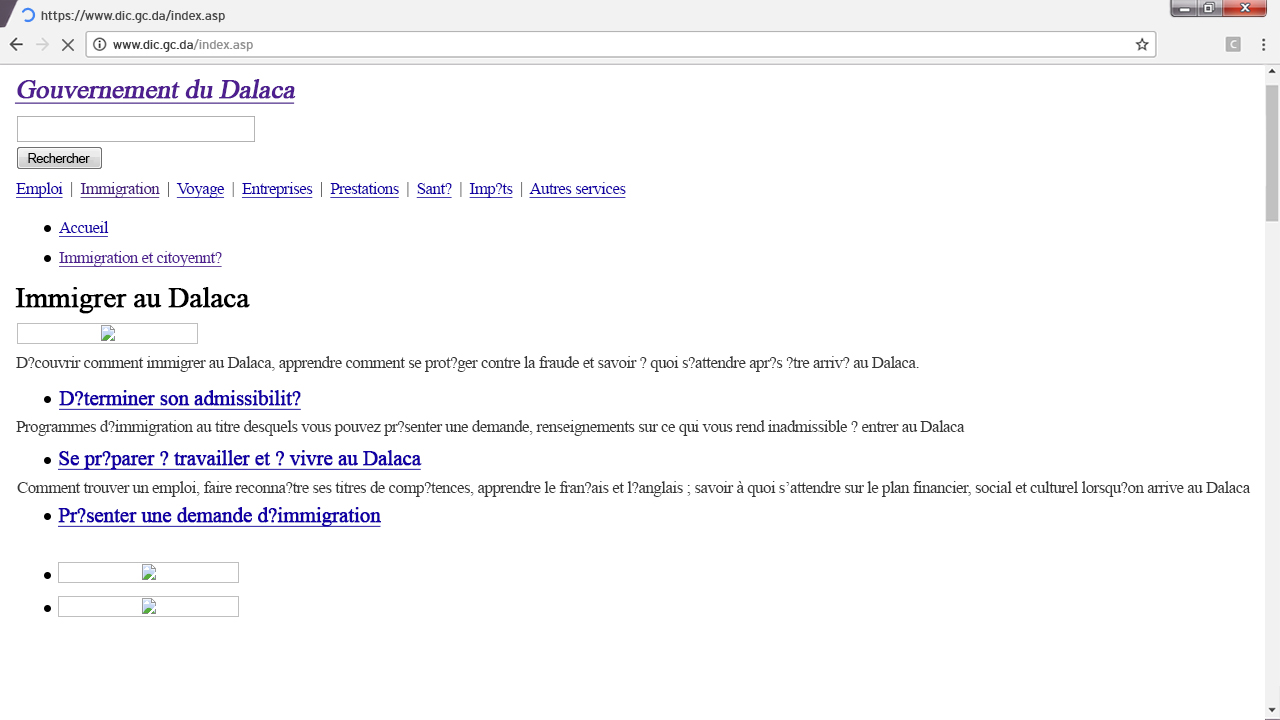 https://www.dic.gc.da/index.asp
www.dic.gc.da/index.asp
C
Gouvernement du Dalaca
Rechercher
Emploi | Immigration | Voyage | Entreprises | Prestations | Sant? | Imp?ts | Autres services
Accueil
Immigration et citoyennt?
Immigrer au Dalaca
D?couvrir comment immigrer au Dalaca, apprendre comment se prot?ger contre la fraude et savoir ? quoi s?attendre apr?s ?tre arriv? au Dalaca.
D?terminer son admissibilit?
Programmes d?immigration au titre desquels vous pouvez pr?senter une demande, renseignements sur ce qui vous rend inadmissible ? entrer au Dalaca
Se pr?parer ? travailler et ? vivre au Dalaca
Comment trouver un emploi, faire reconna?tre ses titres de comp?tences, apprendre le fran?ais et l?anglais ; savoir à quoi s’attendre sur le plan financier, social et culturel lorsqu?on arrive au Dalaca
Pr?senter une demande d?immigration